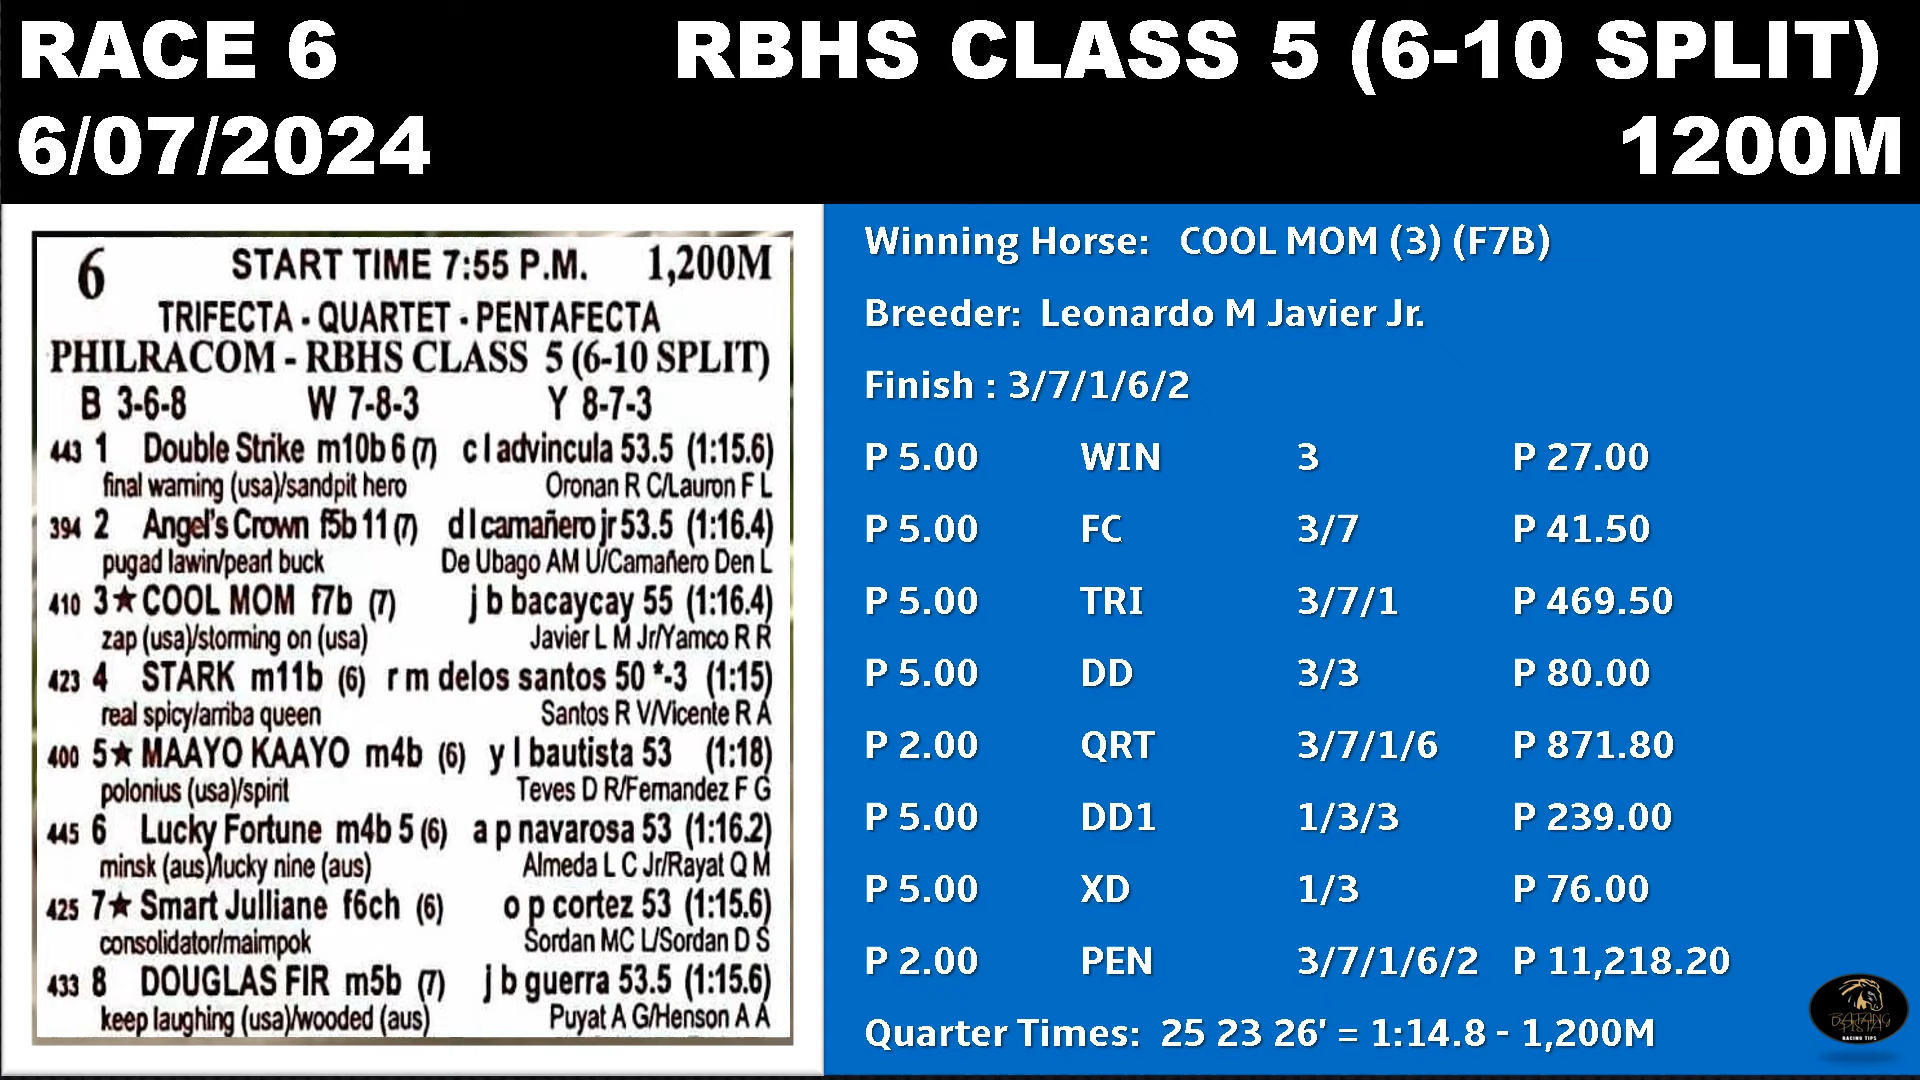 RACE 6 RBHS CLASS 5 (6-10 SPLIT)
6/07/2024 1200M
6 START TIME 7:55 P.M. 1,200M
TRIFECTA - QUARTET - PENTAFECTA
PHILRACOM - RBHS CLASS 5 (6-10 SPLIT)
B 3-6-8 W 7-8-3 Y 8-7-3
443 1 Double Strike m10b 6 (7) c l advincula 53.5 (1:15.6)
final warning (usa)/sandpit hero Oronan R C/Lauron F L
394 2 Angel's Crown f5b 11 (7) d l camañero jr 53.5 (1:16.4)
pugad lawin/pearl buck De Ubago AM U/Camañero Den L
410 3★ COOL MOM f7b (7) j b bacaycay 55 (1:16.4)
zap (usa)/storming on (usa) Javier L M Jr/Yamco R R
423 4 STARK m11b (6) r m delos santos 50 *-3 (1:15)
real spicy/arriba queen Santos R V/Vicente R A
400 5★ MAAYO KAAYO m4b (6) y l bautista 53 (1:18)
polonius (usa)/spirit Teves D R/Fernandez F G
445 6 Lucky Fortune m4b 5 (6) a p navarosa 53 (1:16.2)
minsk (aus)/lucky nine (aus) Almeda L C Jr/Rayat Q M
425 7★ Smart Julliane f6ch (6) o p cortez 53 (1:15.6)
consolidator/maimpok Sordan MC L/Sordan D S
433 8 DOUGLAS FIR m5b (7) j b guerra 53.5 (1:15.6)
keep laughing (usa)/wooded (aus) Puyat A G/Henson A A
Winning Horse: COOL MOM (3) (F7B)
Breeder: Leonardo M Javier Jr.
Finish : 3/7/1/6/2
P 5.00 WIN 3 P 27.00
P 5.00 FC 3/7 P 41.50
P 5.00 TRI 3/7/1 P 469.50
P 5.00 DD 3/3 P 80.00
P 2.00 QRT 3/7/1/6 P 871.80
P 5.00 DD1 1/3/3 P 239.00
P 5.00 XD 1/3 P 76.00
P 2.00 PEN 3/7/1/6/2 P 11,218.20
Quarter Times: 25 23 26' = 1:14.8 - 1,200M
BATANG
PISTA
RACING TIPS